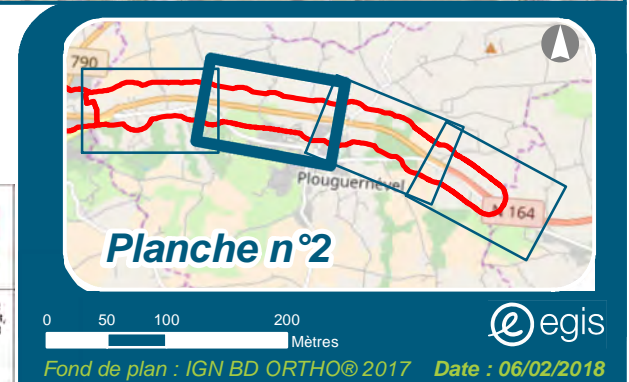 790
Plouguernével
N 164
Planche n°2
0 50 100 200
Mètres
egis
Fond de plan : IGN BD ORTHO® 2017 Date : 06/02/2018